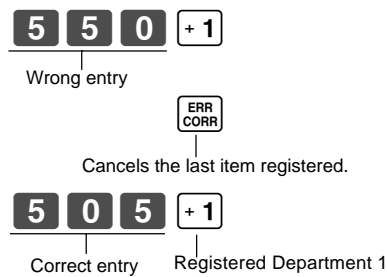 5 5 0 + 1
Wrong entry
ERR
CORR
Cancels the last item registered.
5 0 5 + 1
Correct entry Registered Department 1